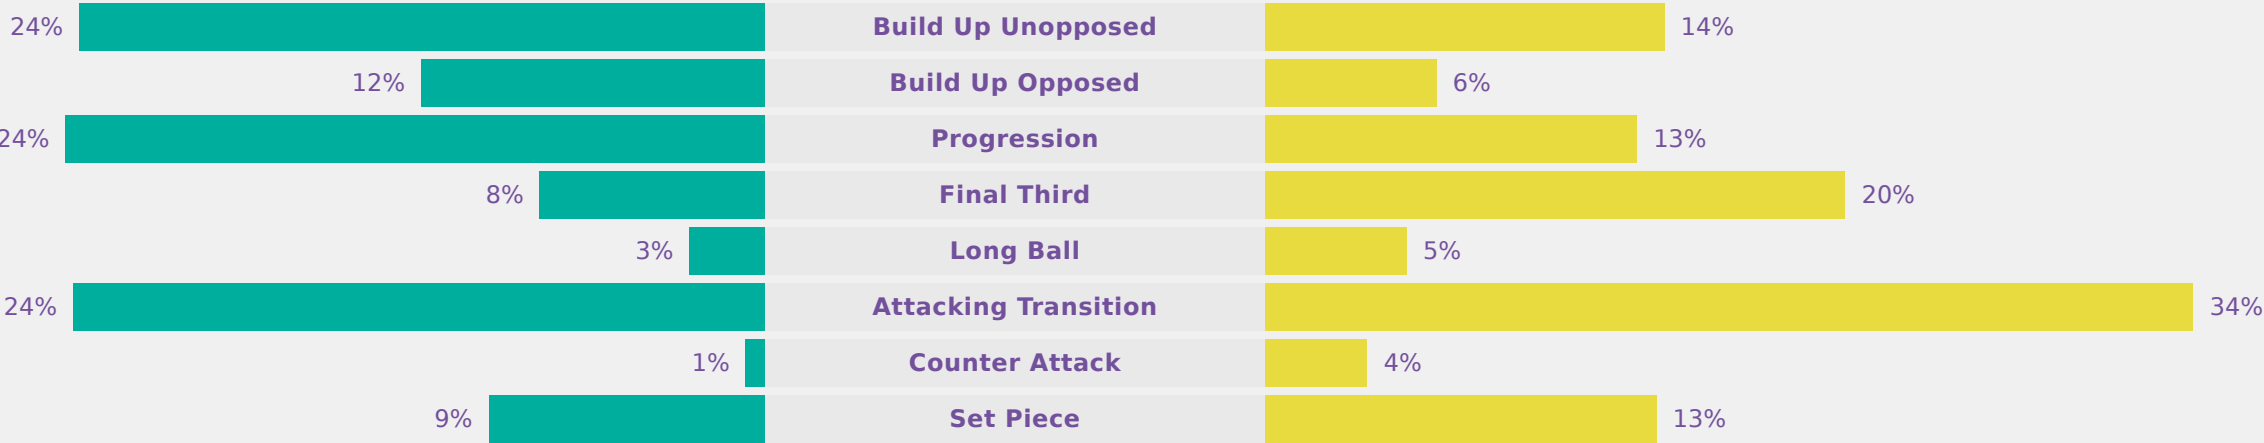 24% Build Up Unopposed 14%
12% Build Up Opposed 6%
24% Progression 13%
8% Final Third 20%
3% Long Ball 5%
24% Attacking Transition 34%
1% Counter Attack 4%
9% Set Piece 13%